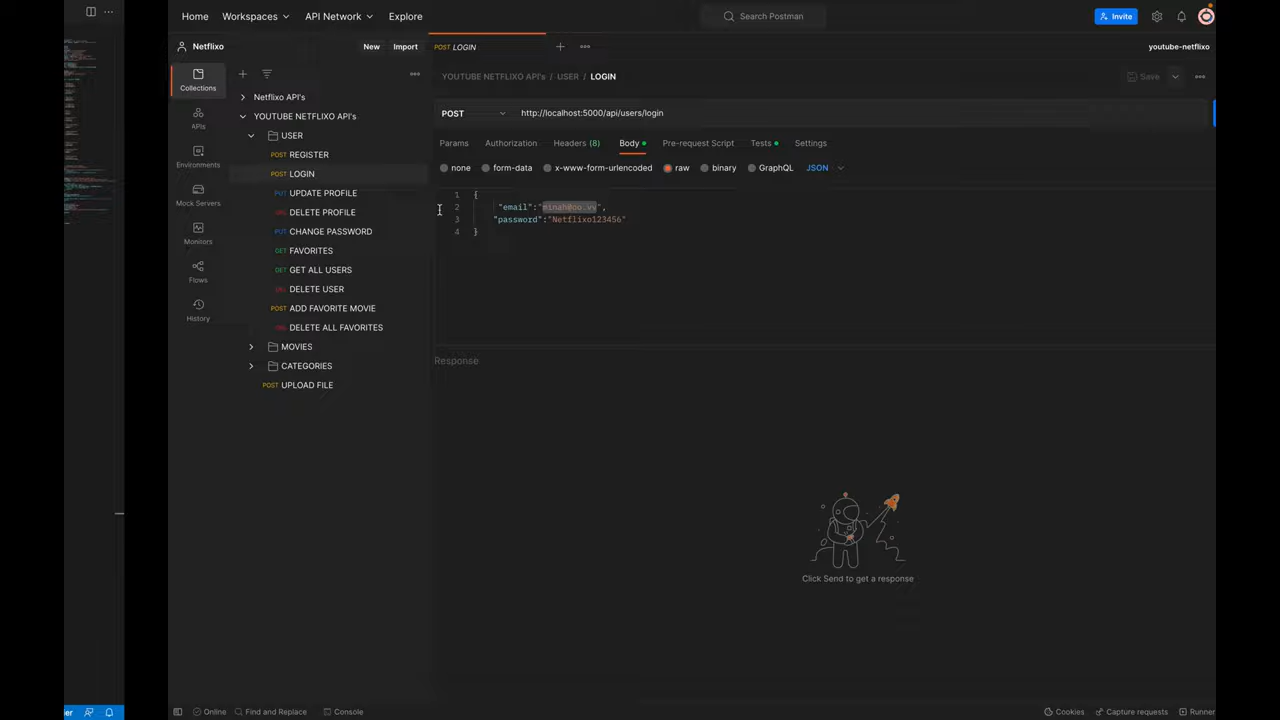 Home Workspaces API Network Explore Search Postman Invite
Netflixo New Import POST LOGIN youtube-netflixo
YOUTUBE NETFLIXO API's / USER / LOGIN Save
Collections
APIs
Environments
Mock Servers
Monitors
Flows
History
Netflixo API's
YOUTUBE NETFLIXO API's
USER
POST REGISTER
POST LOGIN
PUT UPDATE PROFILE
DEL DELETE PROFILE
PUT CHANGE PASSWORD
GET FAVORITES
GET GET ALL USERS
DEL DELETE USER
POST ADD FAVORITE MOVIE
DEL DELETE ALL FAVORITES
MOVIES
CATEGORIES
POST UPLOAD FILE
POST http://localhost:5000/api/users/login
Params Authorization Headers (8) Body Pre-request Script Tests Settings
none form-data x-www-form-urlencoded raw binary GraphQL JSON
1 {
2 "email":"minah@oo.vv",
3 "password":"Netflixo123456"
4 }
Response
Click Send to get a response
Online Find and Replace Console Cookies Capture requests Runner